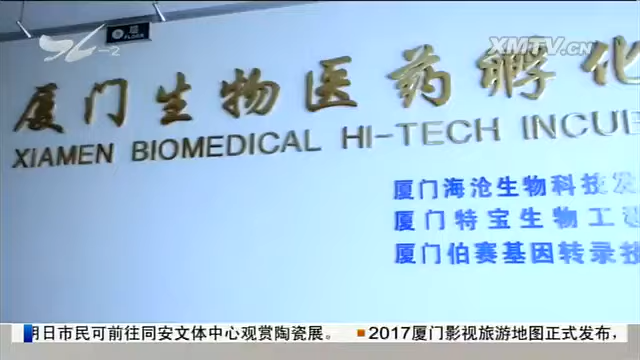 XMTV.CN
厦门生物医药孵化
XIAMEN BIOMEDICAL HI-TECH INCUB
厦门海沧生物科技发
厦门特宝生物工程
厦门伯赛基因转录技
明日市民可前往同安文体中心观赏陶瓷展。 2017厦门影视旅游地图正式发布，